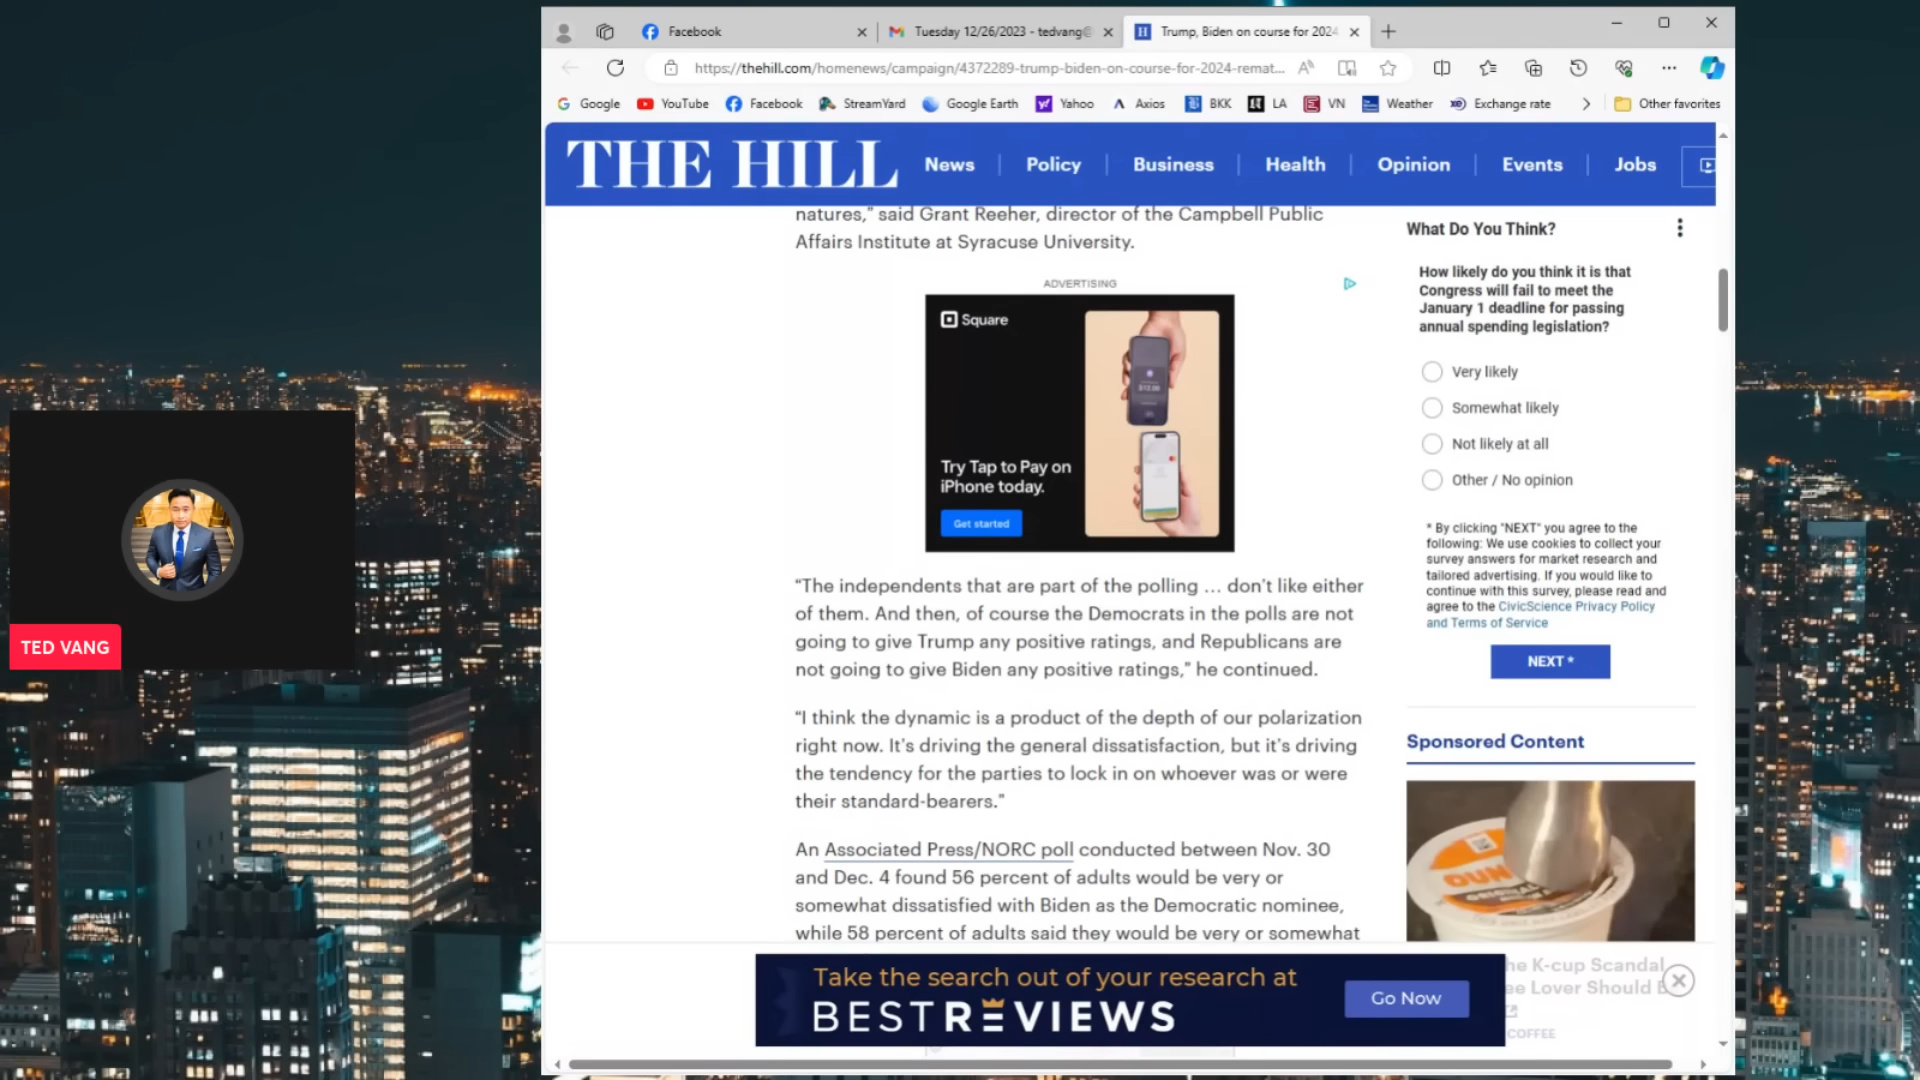 Facebook
Tuesday 12/26/2023 - tedvang@
Trump, Biden on course for 2024
https://thehill.com/homenews/campaign/4372289-trump-biden-on-course-for-2024-remat...
Google
YouTube
Facebook
StreamYard
Google Earth
Yahoo
Axios
BKK
LA
VN
Weather
Exchange rate
Other favorites
THE HILL
News
Policy
Business
Health
Opinion
Events
Jobs
natures," said Grant Reeher, director of the Campbell Public
Affairs Institute at Syracuse University.
ADVERTISING
Square
Try Tap to Pay on
iPhone today.
Get started
“The independents that are part of the polling ... don't like either
of them. And then, of course the Democrats in the polls are not
going to give Trump any positive ratings, and Republicans are
not going to give Biden any positive ratings,” he continued.
“I think the dynamic is a product of the depth of our polarization
right now. It's driving the general dissatisfaction, but it's driving
the tendency for the parties to lock in on whoever was or were
their standard-bearers.”
An Associated Press/NORC poll conducted between Nov. 30
and Dec. 4 found 56 percent of adults would be very or
somewhat dissatisfied with Biden as the Democratic nominee,
while 58 percent of adults said they would be very or somewhat
What Do You Think?
How likely do you think it is that
Congress will fail to meet the
January 1 deadline for passing
annual spending legislation?
Very likely
Somewhat likely
Not likely at all
Other / No opinion
* By clicking "NEXT" you agree to the
following: We use cookies to collect your
survey answers for market research and
tailored advertising. If you would like to
continue with this survey, please read and
agree to the CivicScience Privacy Policy
and Terms of Service
NEXT *
Sponsored Content
DUN
ORIGINAL
he K-cup Scandal
ee Lover Should
COFFEE
Take the search out of your research at
BESTREVIEWS
Go Now
TED VANG